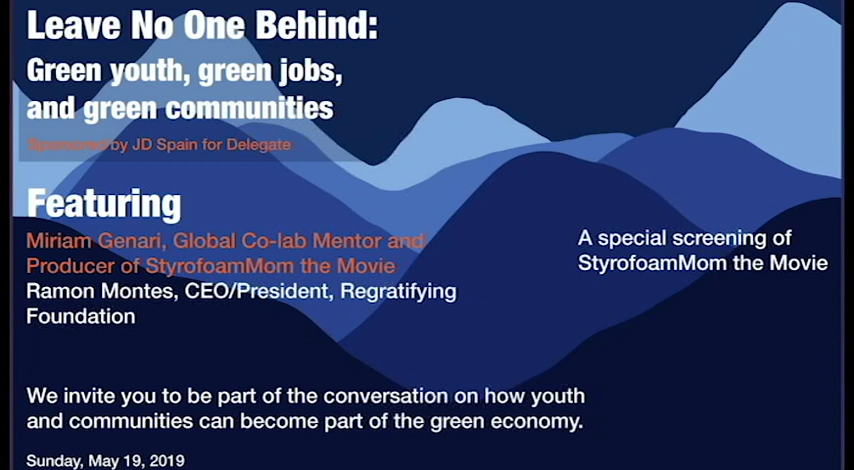 Leave No One Behind:
Green youth, green jobs,
and green communities
Sponsored by JD Spain for Delegate
Featuring
Miriam Genari, Global Co-lab Mentor and
Producer of StyrofoamMom the Movie
Ramon Montes, CEO/President, Regratifying
Foundation
A special screening of
StyrofoamMom the Movie
We invite you to be part of the conversation on how youth
and communities can become part of the green economy.
Sunday, May 19, 2019